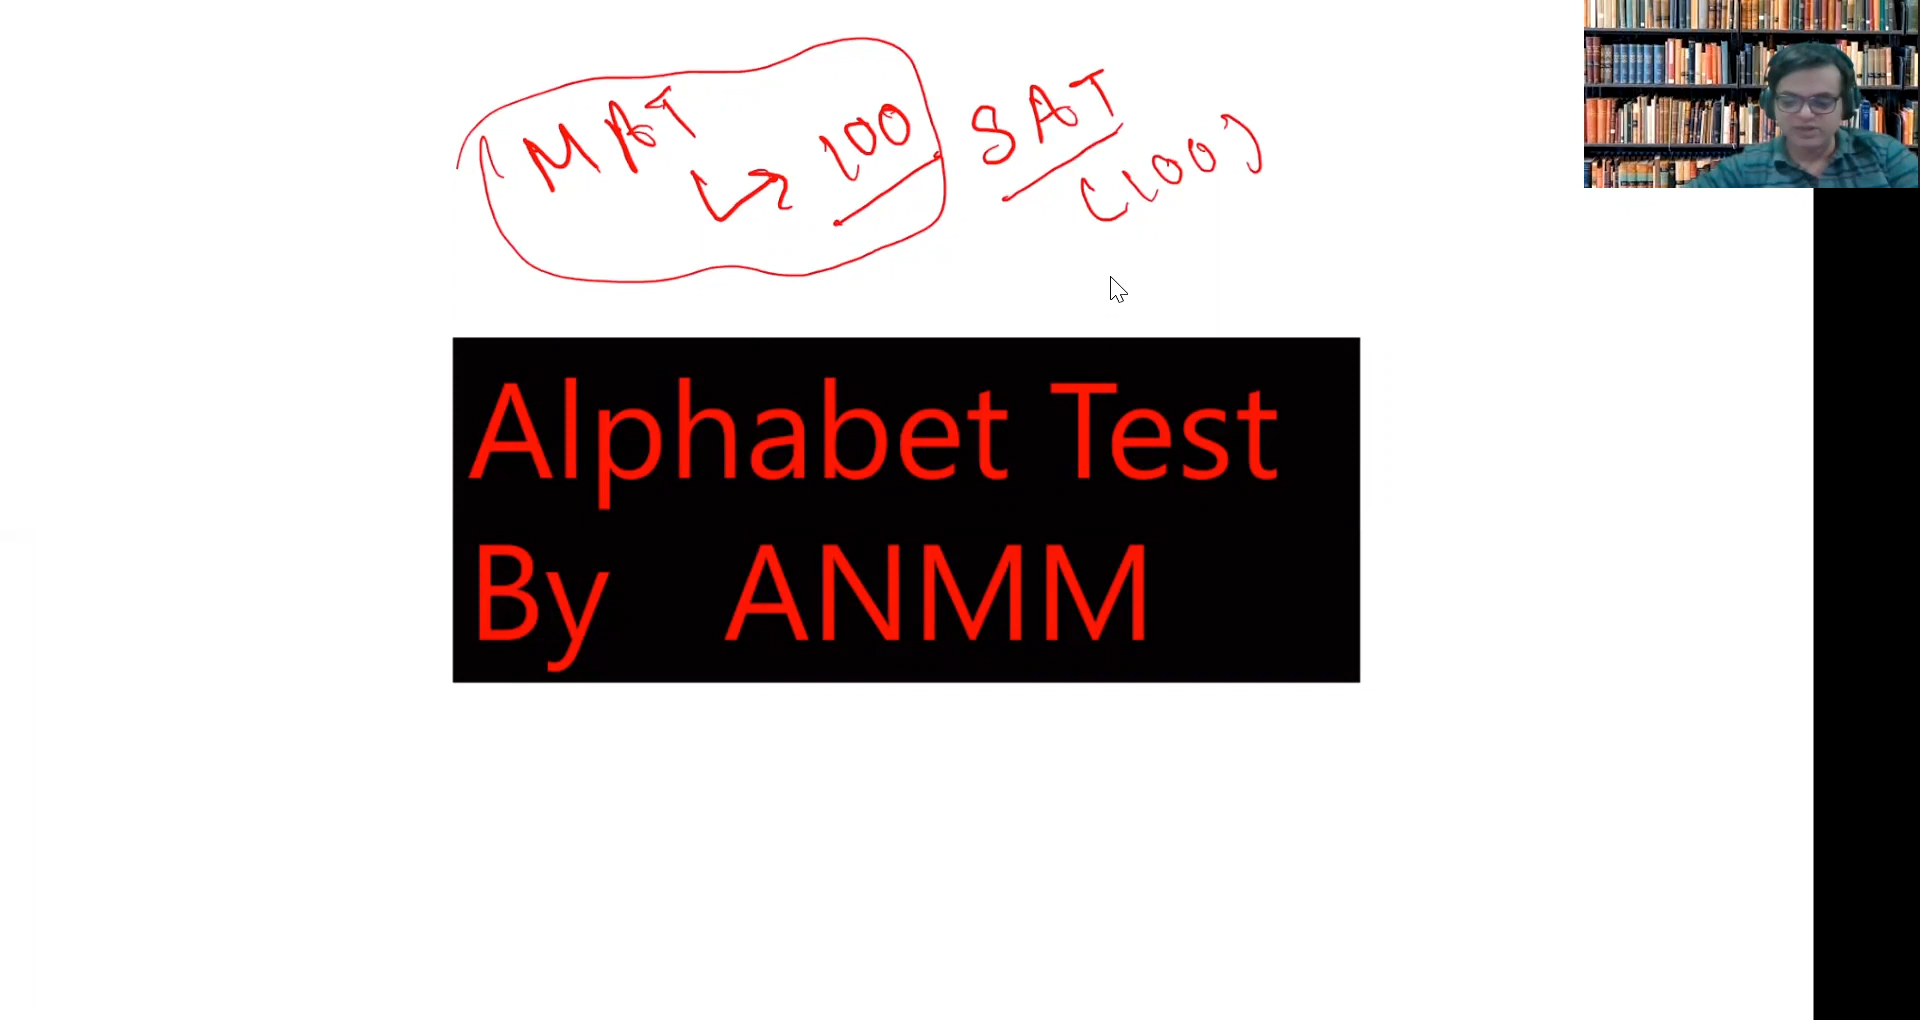 MAT → 100 SAT
(100)
Alphabet Test
By ANMM